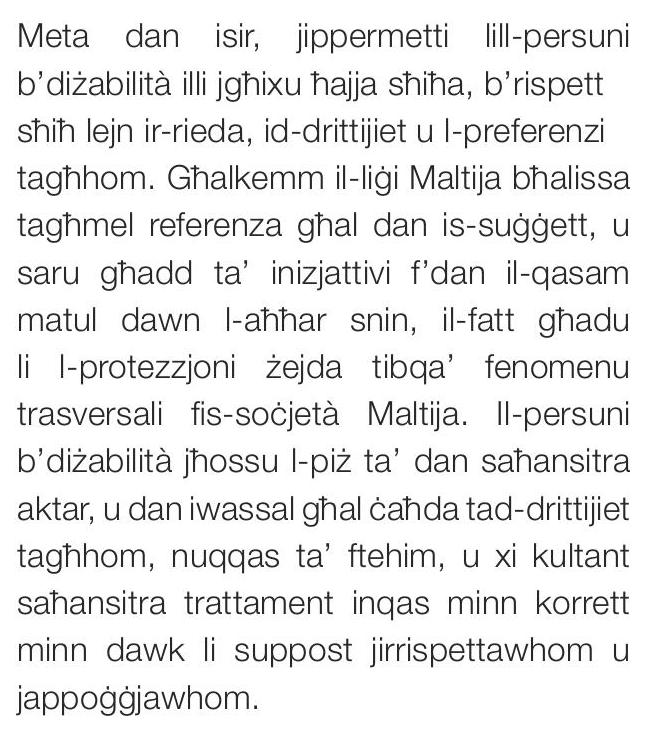 Meta dan isir, jippermetti lill-persuni
b’diżabilità illi jgħixu ħajja sħiħa, b’rispett
sħiħ lejn ir-rieda, id-drittijiet u l-preferenzi
tagħhom. Għalkemm il-liġi Maltija bħalissa
tagħmel referenza għal dan is-suġġett, u
saru għadd ta’ inizjattivi f’dan il-qasam
matul dawn l-aħħar snin, il-fatt għadu
li l-protezzjoni żejda tibqa’ fenomenu
trasversali fis-soċjetà Maltija. Il-persuni
b’diżabilità jħossu l-piż ta’ dan saħansitra
aktar, u dan iwassal għal ċaħda tad-drittijiet
tagħhom, nuqqas ta’ ftehim, u xi kultant
saħansitra trattament inqas minn korrett
minn dawk li suppost jirrispettawhom u
jappoġġjawhom.